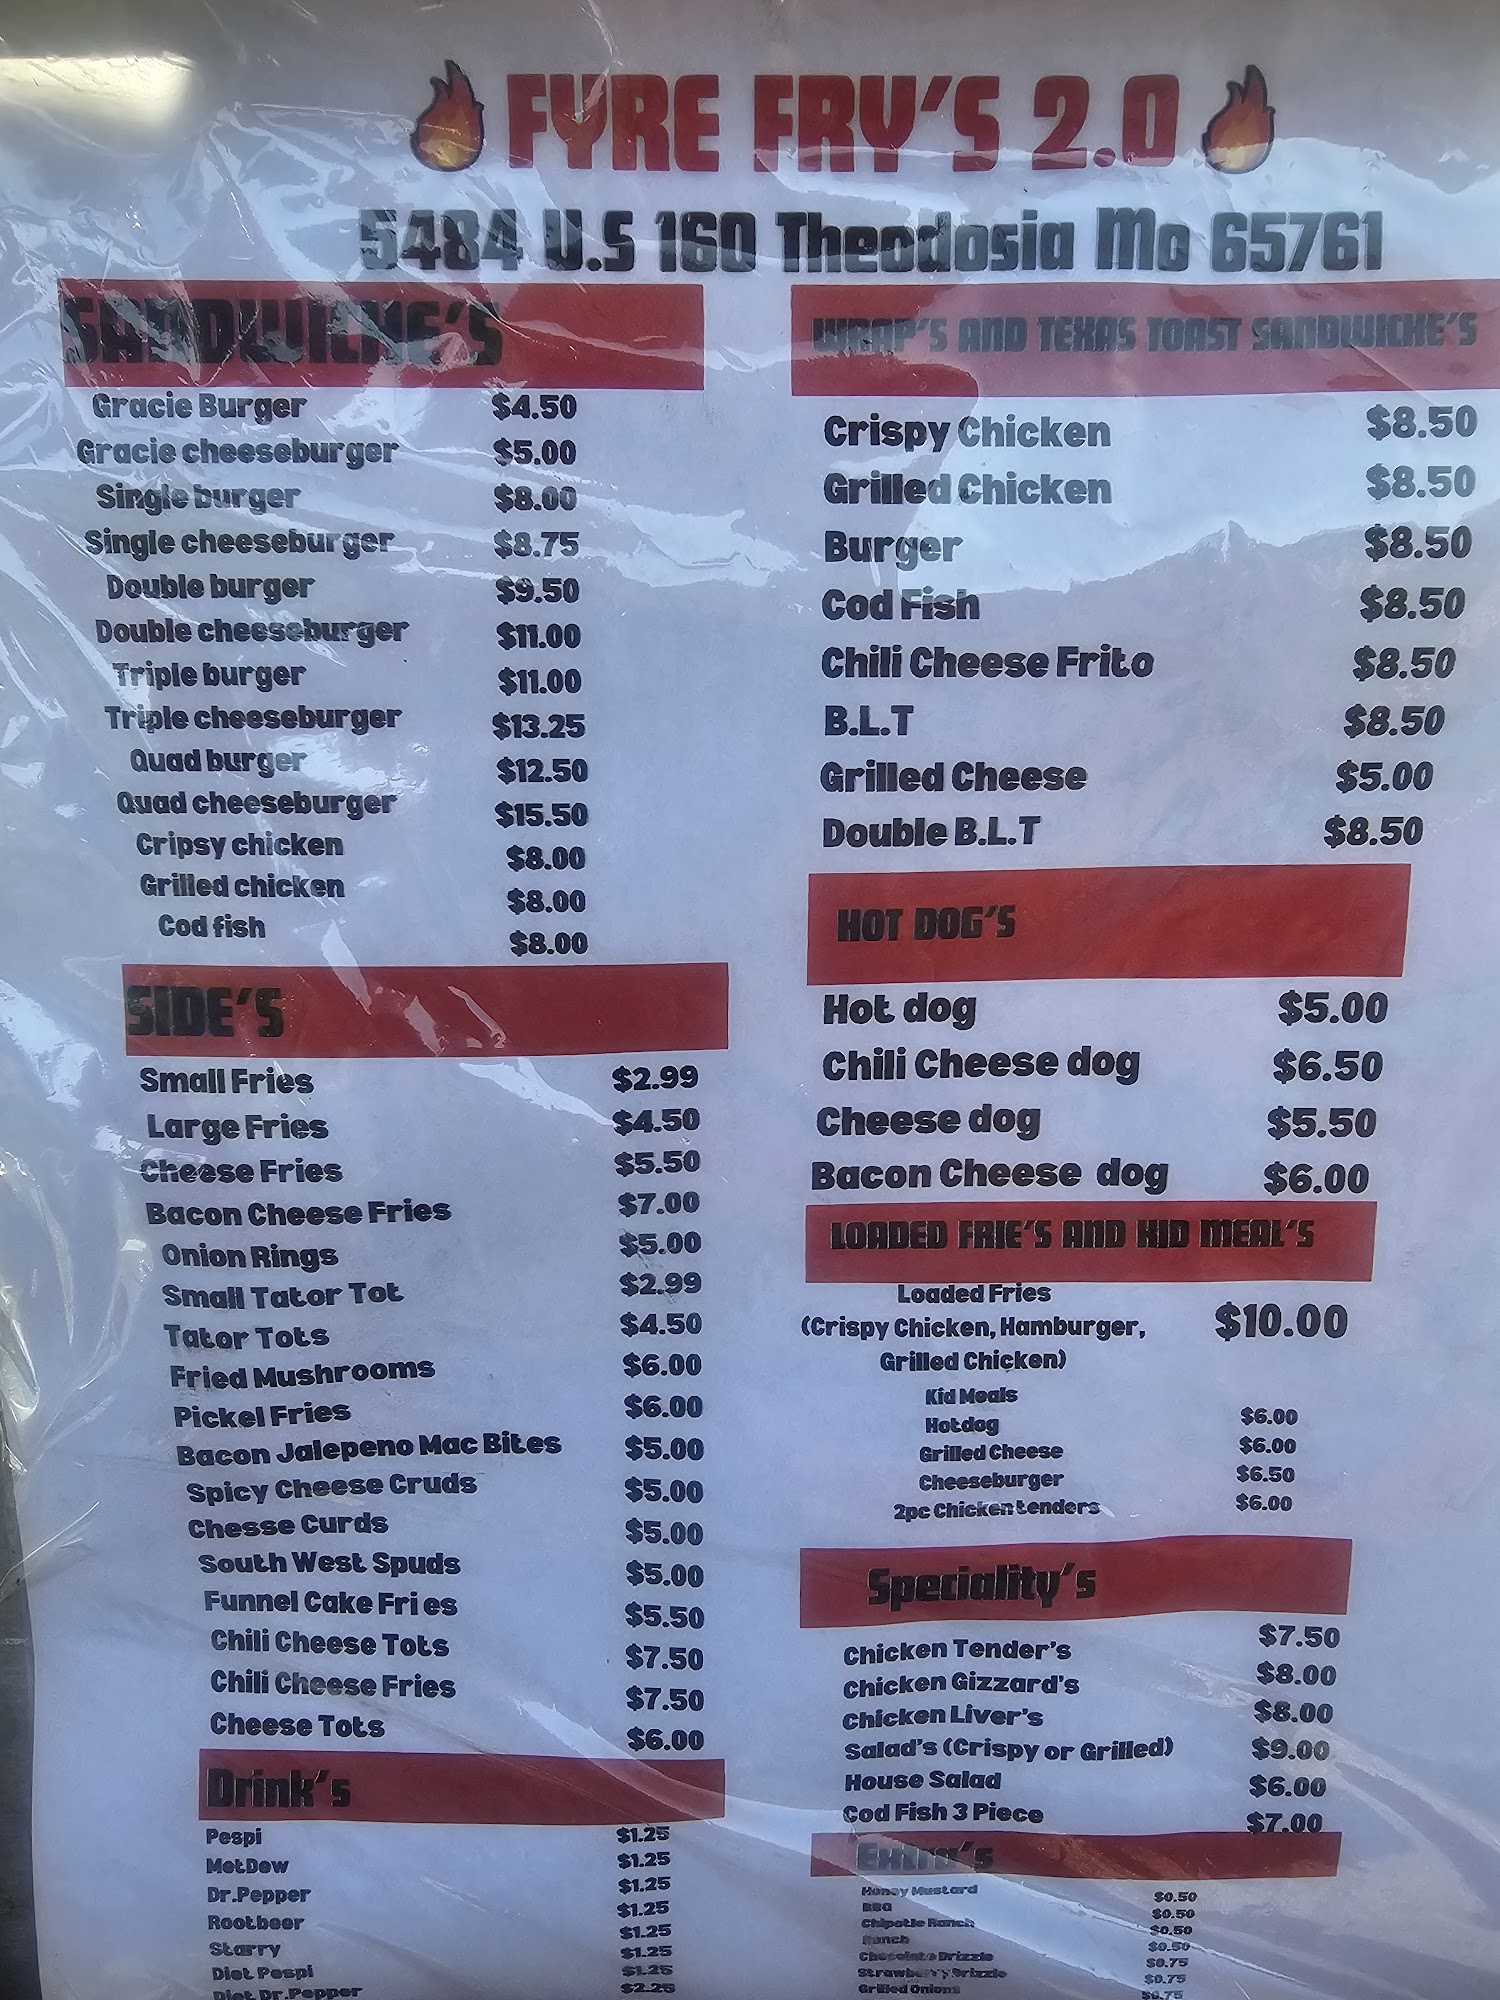 FYRE FRY'S 2.0
5484 U.S 160 Theodosia Mo 65761
SANDWICHE'S
Gracie Burger $4.50
Gracie cheeseburger $5.00
Single burger $8.00
Single cheeseburger $8.75
Double burger $9.50
Double cheeseburger $11.00
Triple burger $11.00
Triple cheeseburger $13.25
Quad burger $12.50
Quad cheeseburger $15.50
Cripsy chicken $8.00
Grilled chicken $8.00
Cod fish $8.00
SIDE'S
Small Fries $2.99
Large Fries $4.50
Cheese Fries $5.50
Bacon Cheese Fries $7.00
Onion Rings $5.00
Small Tator Tot $2.99
Tator Tots $4.50
Fried Mushrooms $6.00
Pickel Fries $6.00
Bacon Jalepeno Mac Bites $5.00
Spicy Cheese Cruds $5.00
Chesse Curds $5.00
South West Spuds $5.00
Funnel Cake Fries $5.50
Chili Cheese Tots $7.50
Chili Cheese Fries $7.50
Cheese Tots $6.00
Drink's
Pespi $1.25
MotDew $1.25
Dr.Pepper $1.25
Rootbeer $1.25
Starry $1.25
Diet Pespi $1.25
Diet Dr.Pepper $1.25
$2.25
WRAP'S AND TEXAS TOAST SANDWICHE'S
Crispy Chicken $8.50
Grilled Chicken $8.50
Burger $8.50
Cod Fish $8.50
Chili Cheese Frito $8.50
B.L.T $8.50
Grilled Cheese $5.00
Double B.L.T $8.50
HOT DOG'S
Hot dog $5.00
Chili Cheese dog $6.50
Cheese dog $5.50
Bacon Cheese dog $6.00
LOADED FRIE'S AND KID MEAL'S
Loaded Fries
(Crispy Chicken, Hamburger, $10.00
Grilled Chicken)
Kid Meals
Hotdog $6.00
Grilled Cheese $6.00
Cheeseburger $6.50
2pc Chicken tenders $6.00
Speciality's
Chicken Tender's $7.50
Chicken Gizzard's $8.00
Chicken Liver's $8.00
Salad's (Crispy or Grilled) $9.00
House Salad $6.00
Cod Fish 3 Piece $7.00
Extra's
Honey Mustard $0.50
BBQ $0.50
Chipotle Ranch $0.50
Ranch $0.50
Chocolate Drizzle $0.75
Strawberry Drizzle $0.75
Grilled Onions $0.75